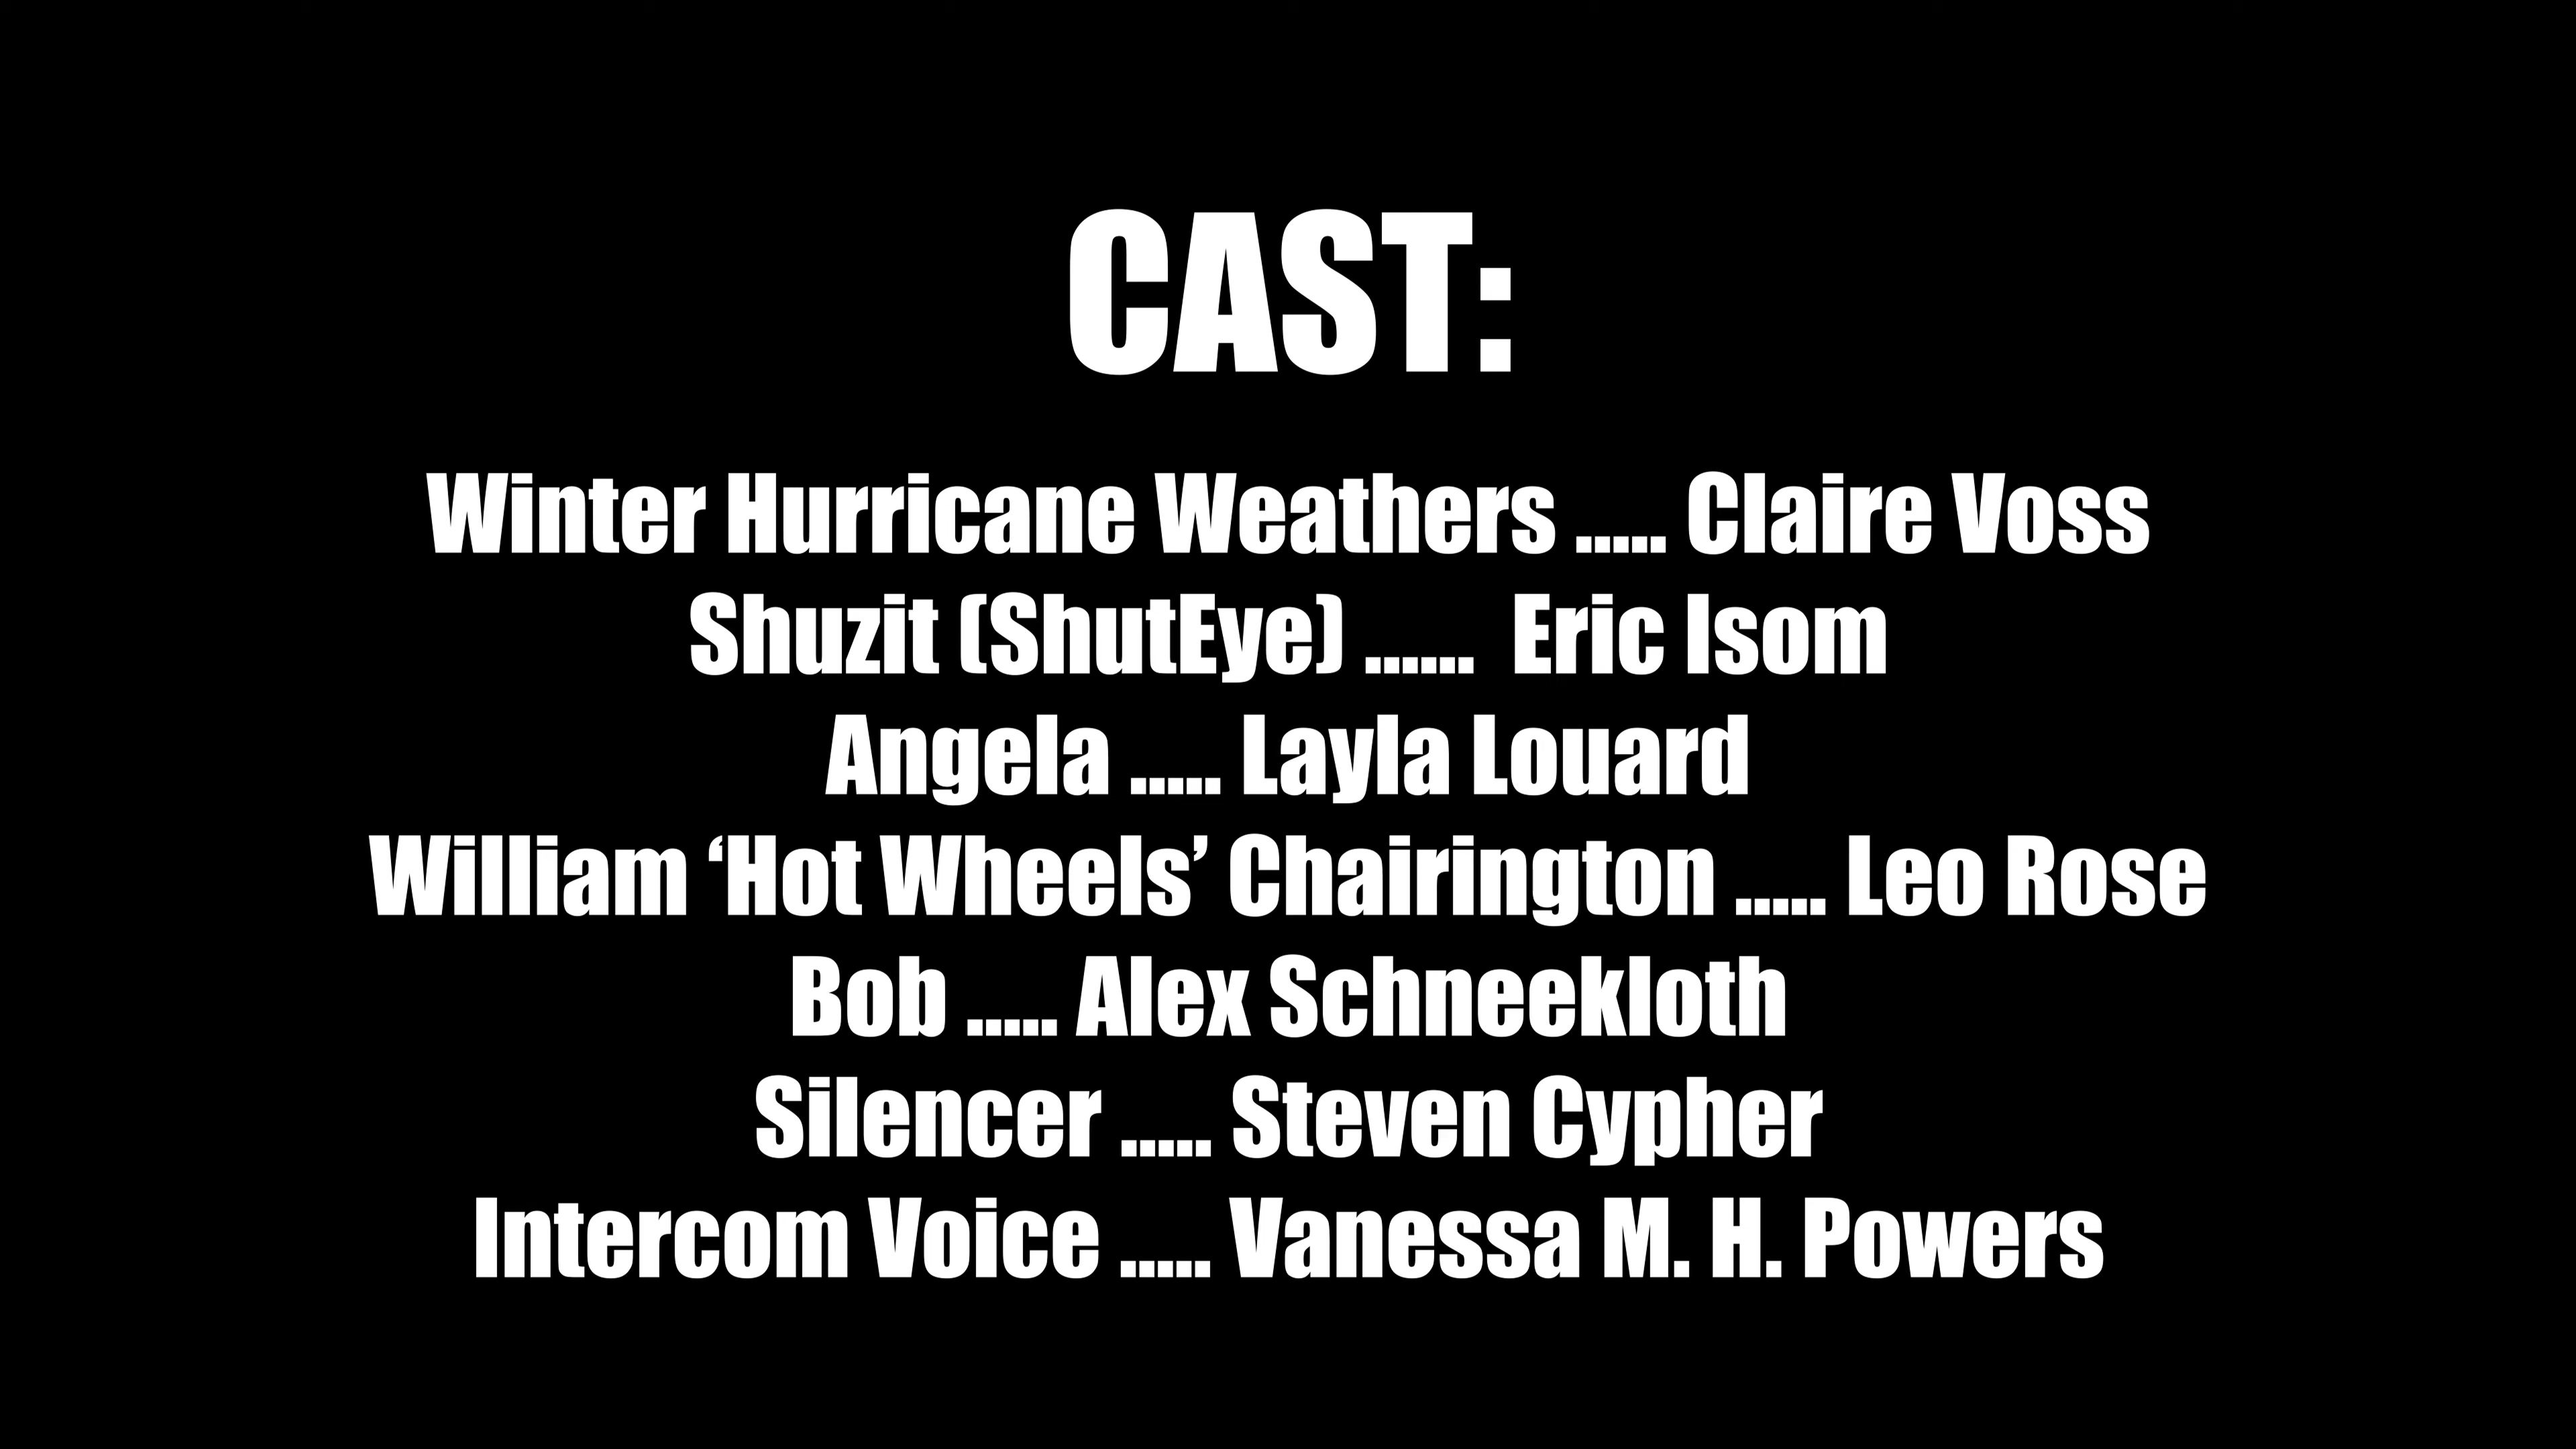 CAST:
Winter Hurricane Weathers ..... Claire Voss
Shuzit (ShutEye) ......  Eric Isom
Angela ..... Layla Louard
William ‘Hot Wheels’ Chairington ..... Leo Rose
Bob ..... Alex Schneekloth
Silencer ..... Steven Cypher
Intercom Voice ..... Vanessa M. H. Powers